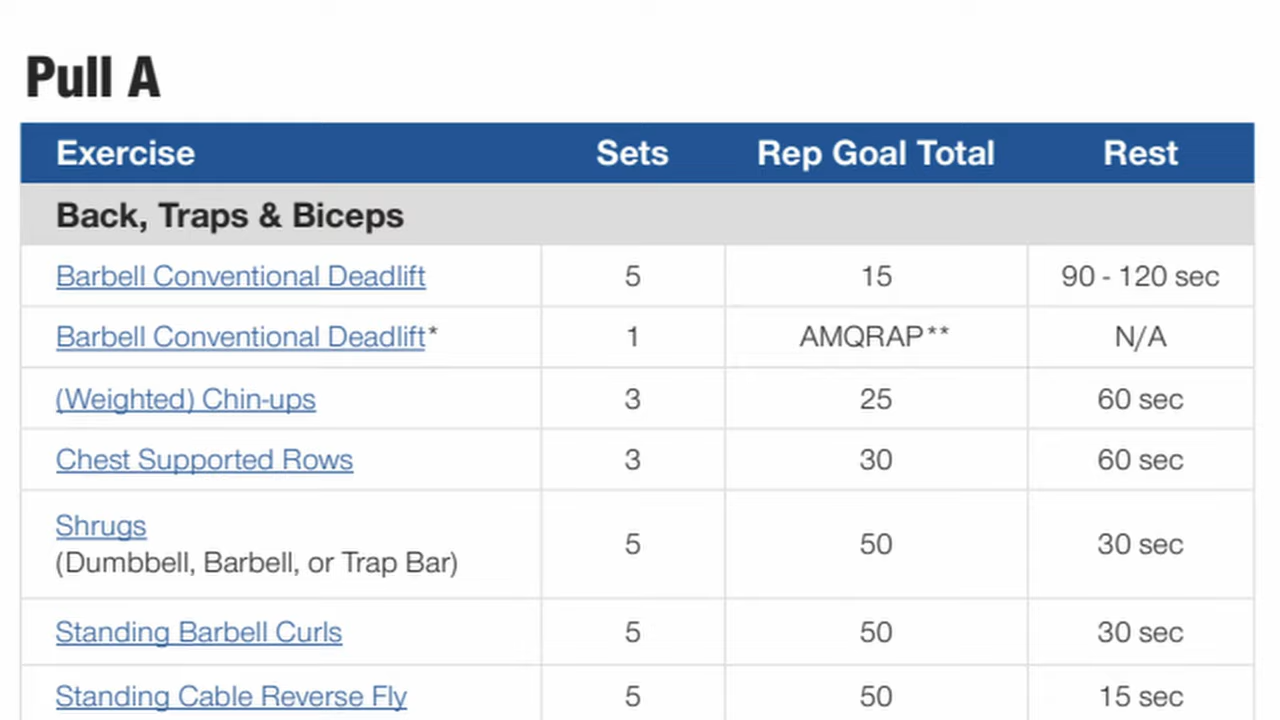 Pull A
Exercise Sets Rep Goal Total Rest
Back, Traps & Biceps
Barbell Conventional Deadlift 5 15 90 - 120 sec
Barbell Conventional Deadlift* 1 AMQRAP** N/A
(Weighted) Chin-ups 3 25 60 sec
Chest Supported Rows 3 30 60 sec
Shrugs
(Dumbbell, Barbell, or Trap Bar) 5 50 30 sec
Standing Barbell Curls 5 50 30 sec
Standing Cable Reverse Fly 5 50 15 sec